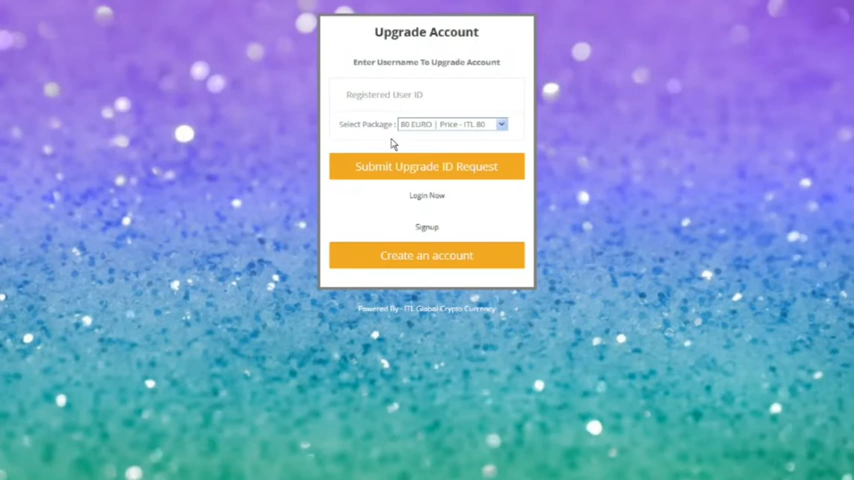 Upgrade Account
Enter Username To Upgrade Account
Registered User ID
Select Package : 80 EURO | Price - ITL 80
Submit Upgrade ID Request
Login Now
Signup
Create an account
Powered By - ITL Global Crypto Currency